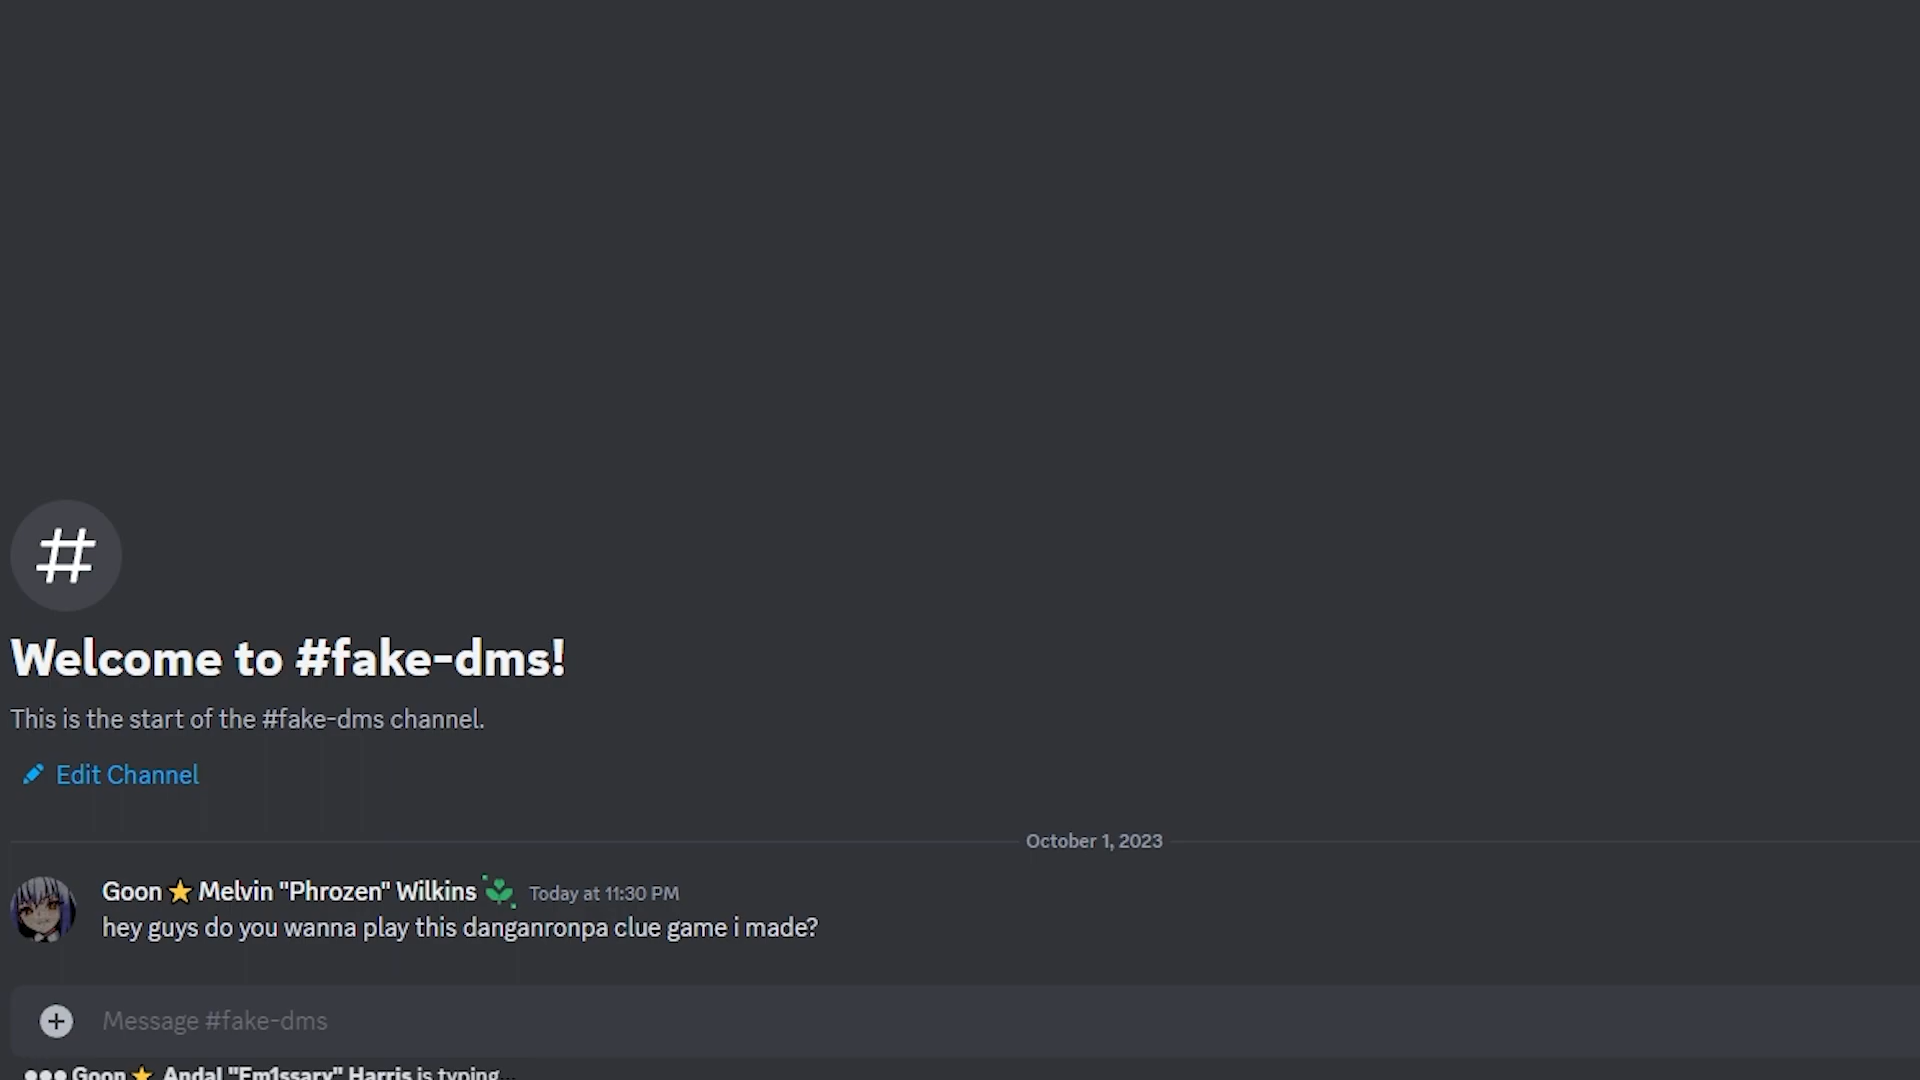 #
Welcome to #fake-dms!
This is the start of the #fake-dms channel.
Edit Channel
October 1, 2023
Goon ⭐ Melvin "Phrozen" Wilkins Today at 11:30 PM
hey guys do you wanna play this danganronpa clue game i made?
Message #fake-dms
Goon ⭐ Andal "Em1ssary" Harris is typing...